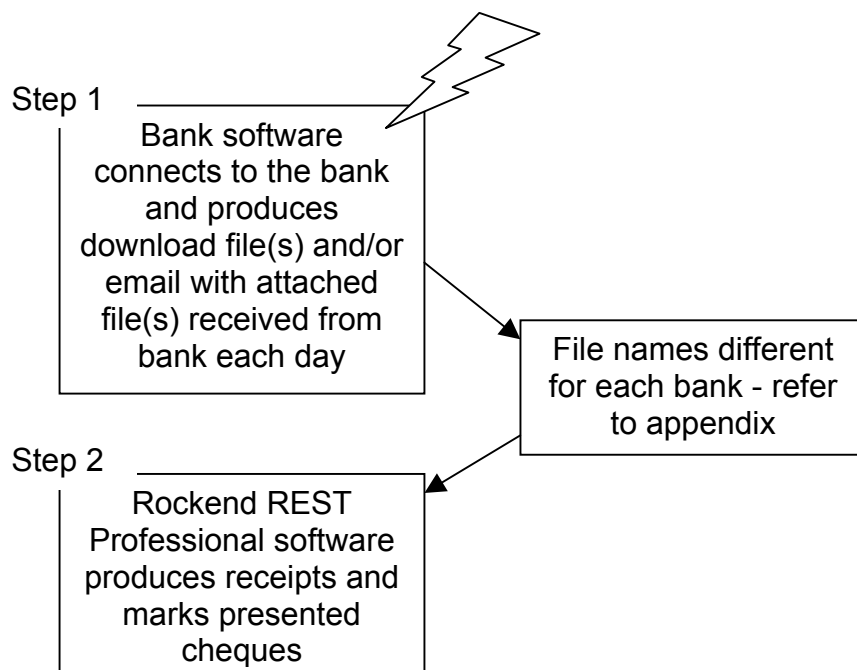 Step 1
Bank software
connects to the bank
and produces
download file(s) and/or
email with attached
file(s) received from
bank each day
File names different
for each bank - refer
to appendix
Step 2
Rockend REST
Professional software
produces receipts and
marks presented
cheques